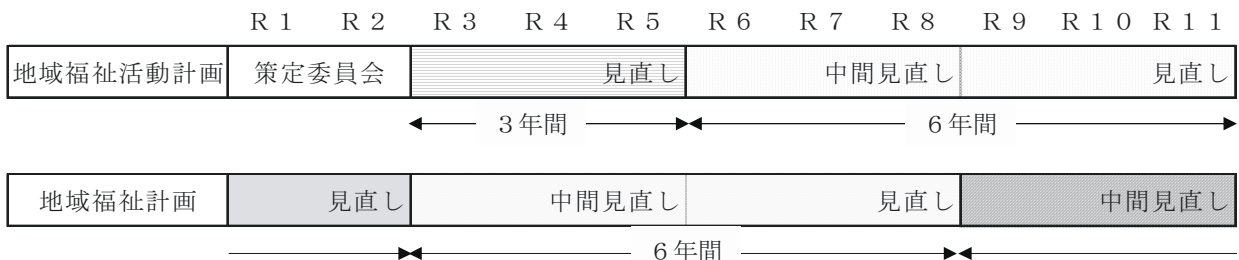 Ｒ１ Ｒ２ Ｒ３ Ｒ４ Ｒ５ Ｒ６ Ｒ７ Ｒ８ Ｒ９ Ｒ１０ Ｒ１１
地域福祉活動計画 策定委員会 見直し 中間見直し 見直し
３年間 ６年間
地域福祉計画 見直し 中間見直し 見直し 中間見直し
６年間